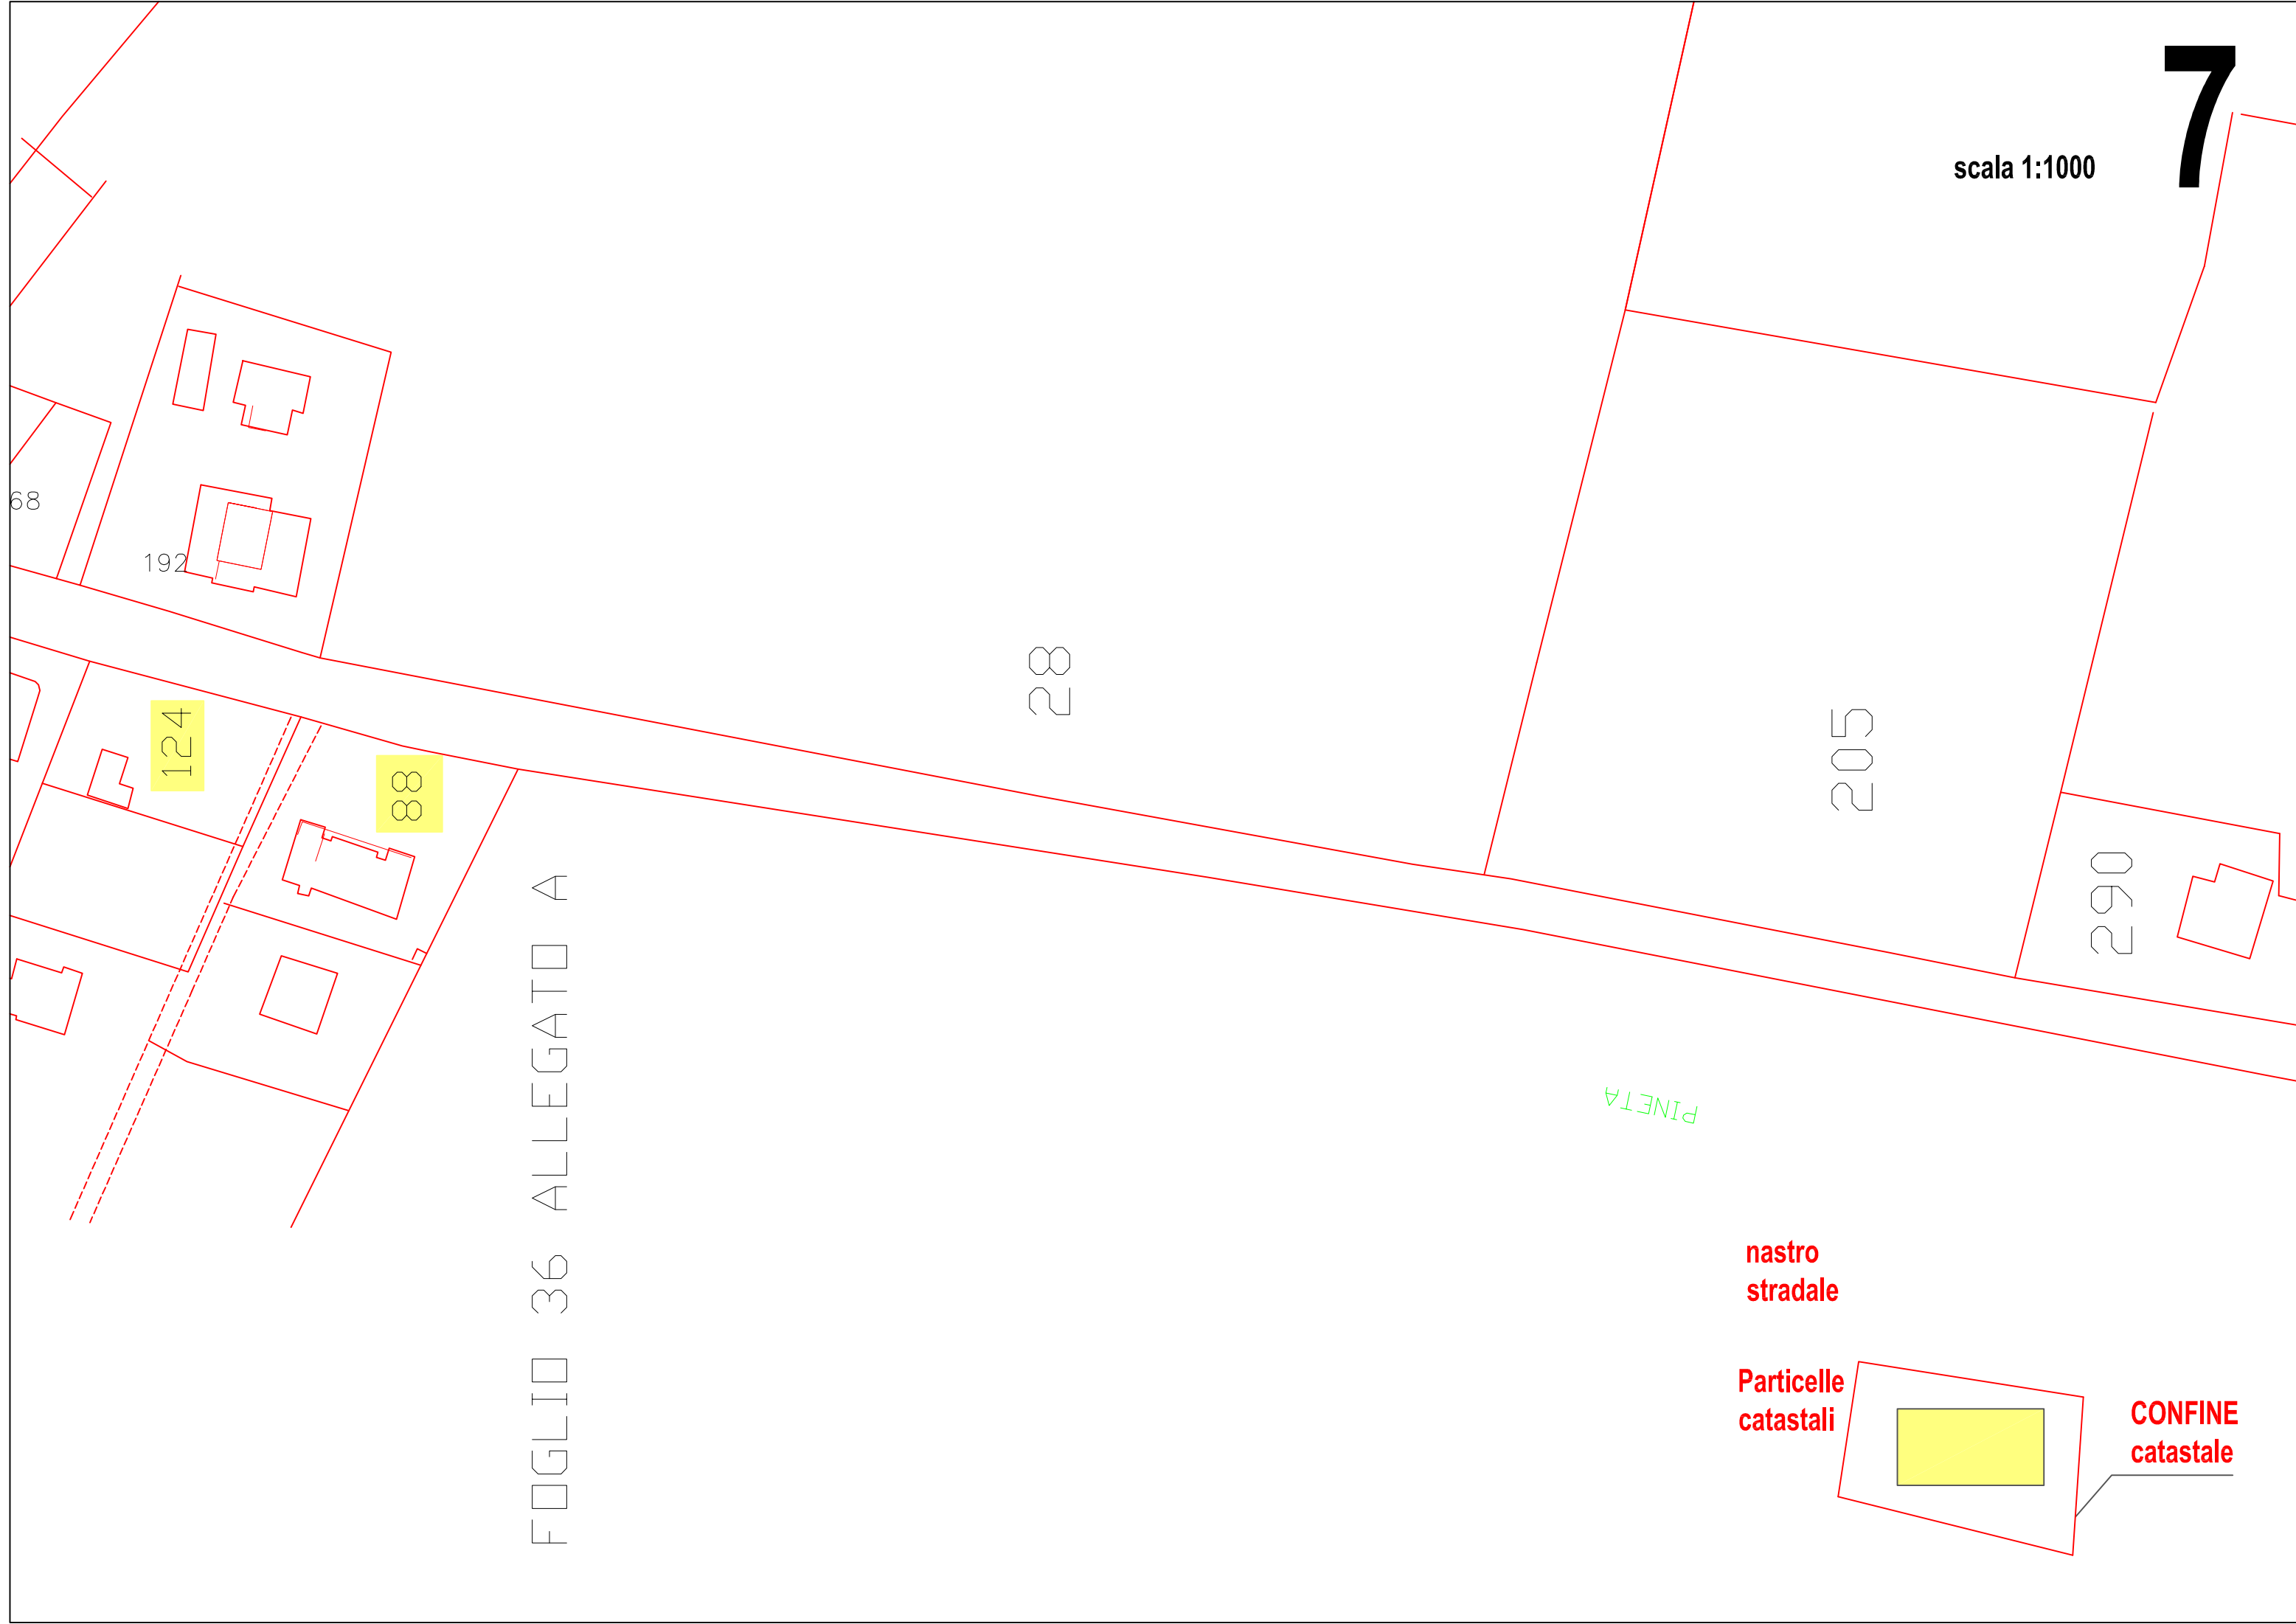 7
scala 1:1000
68
192
28
124
205
88
290
FOGLIO 36 ALLEGATO A
PINETA
nastro
stradale
Particelle
catastali
CONFINE
catastale